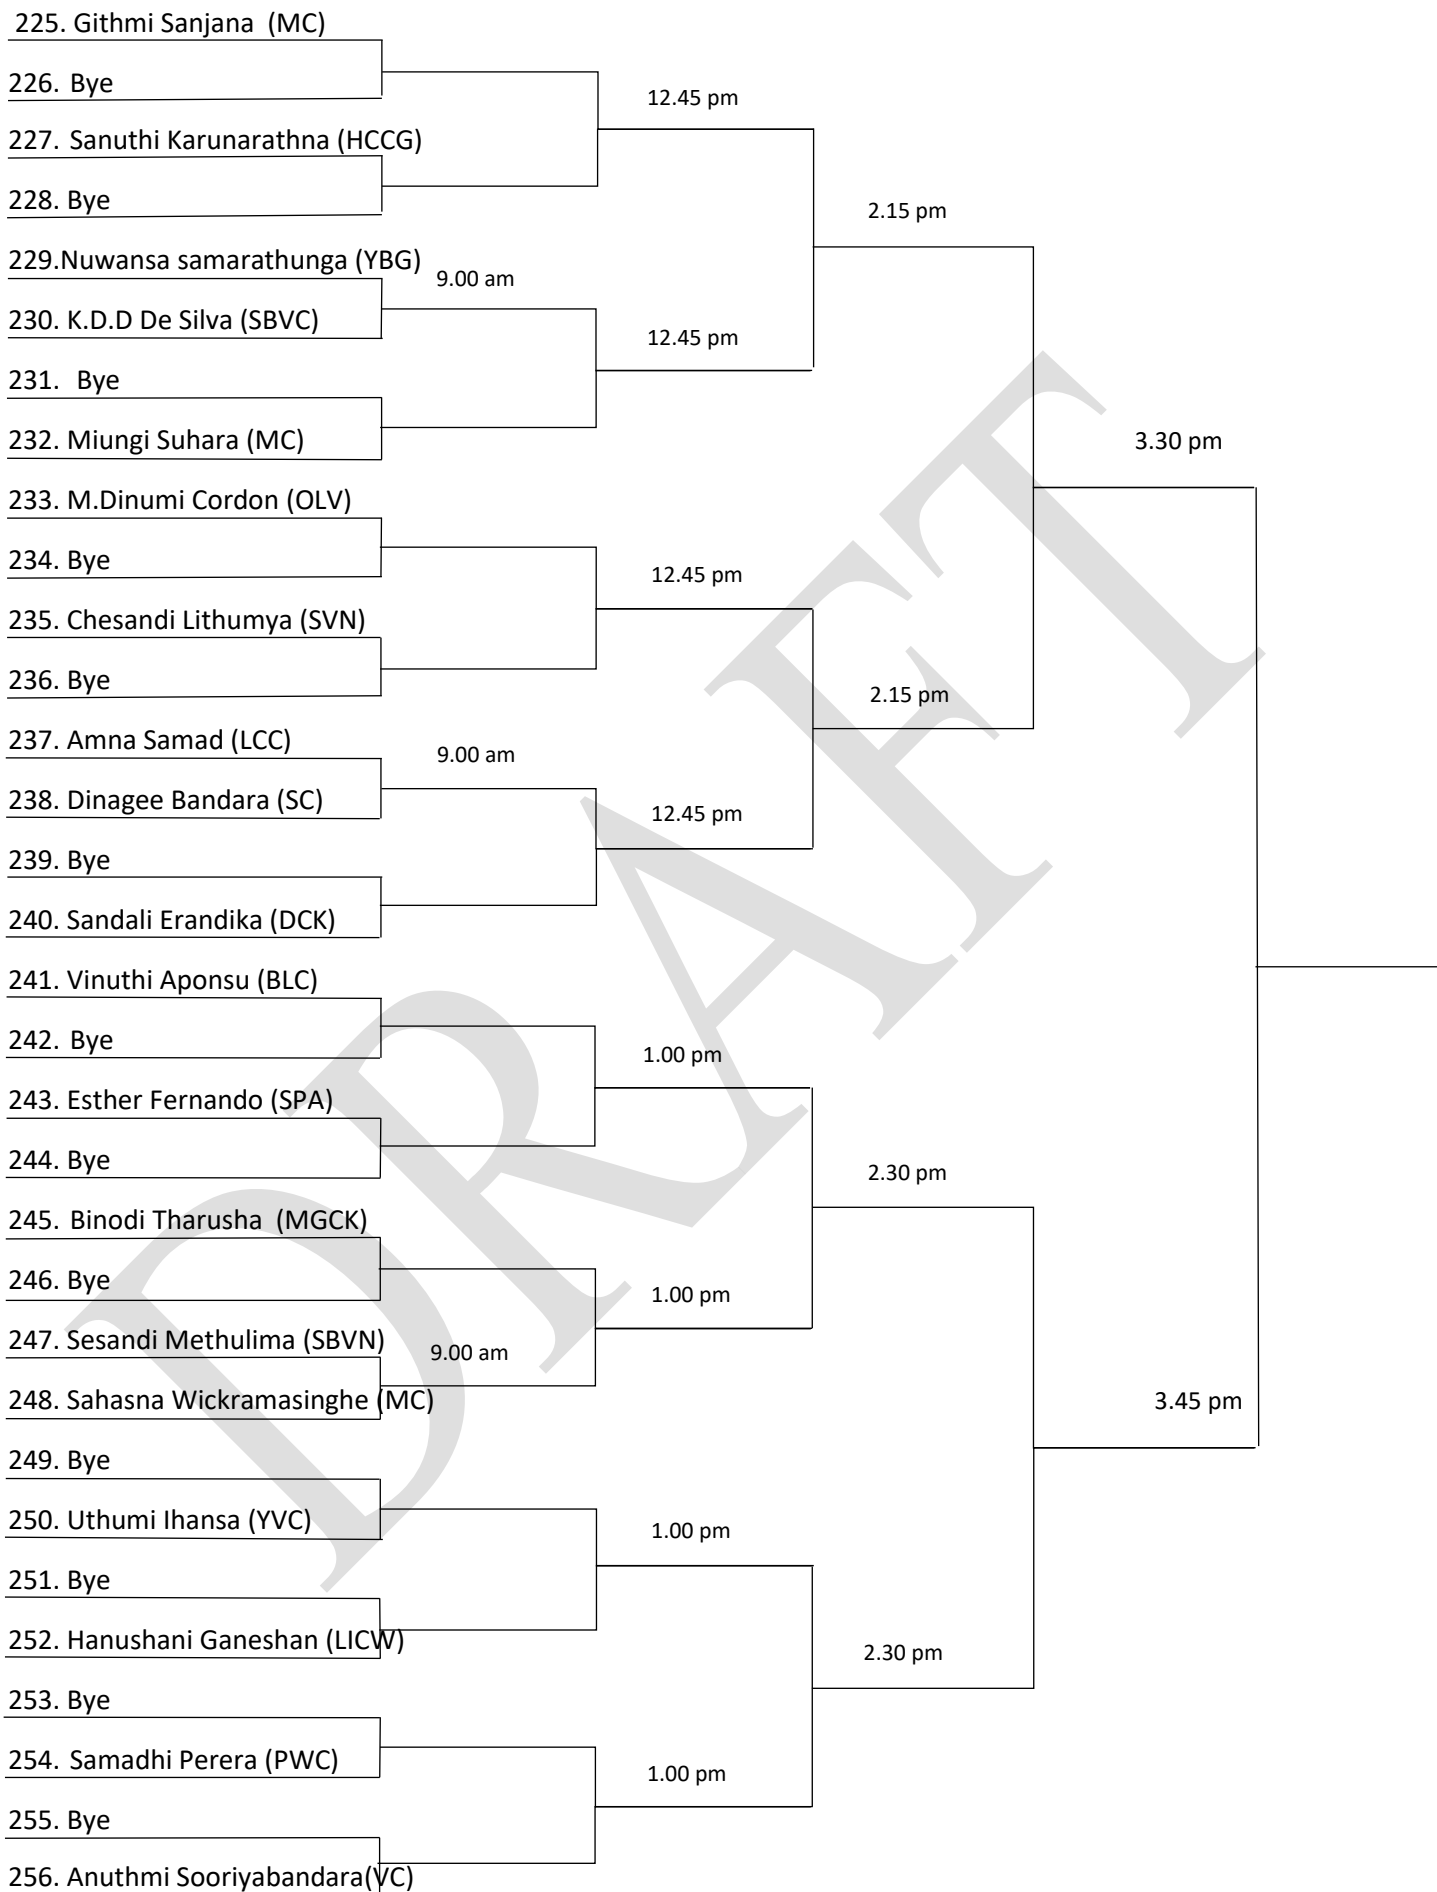 225. Githmi Sanjana (MC)
226. Bye
12.45 pm
227. Sanuthi Karunarathna (HCCG)
228. Bye
2.15 pm
229.Nuwansa samarathunga (YBG)
9.00 am
230. K.D.D De Silva (SBVC)
12.45 pm
231. Bye
232. Miungi Suhara (MC)
3.30 pm
233. M.Dinumi Cordon (OLV)
234. Bye
12.45 pm
235. Chesandi Lithumya (SVN)
236. Bye
2.15 pm
237. Amna Samad (LCC)
9.00 am
238. Dinagee Bandara (SC)
12.45 pm
239. Bye
240. Sandali Erandika (DCK)
241. Vinuthi Aponsu (BLC)
242. Bye
1.00 pm
243. Esther Fernando (SPA)
244. Bye
2.30 pm
245. Binodi Tharusha (MGCK)
246. Bye
1.00 pm
247. Sesandi Methulima (SBVN)
9.00 am
248. Sahasna Wickramasinghe (MC)
3.45 pm
249. Bye
250. Uthumi Ihansa (YVC)
1.00 pm
251. Bye
252. Hanushani Ganeshan (LICW)
2.30 pm
253. Bye
254. Samadhi Perera (PWC)
1.00 pm
255. Bye
256. Anuthmi Sooriyabandara(VC)
DRAFT